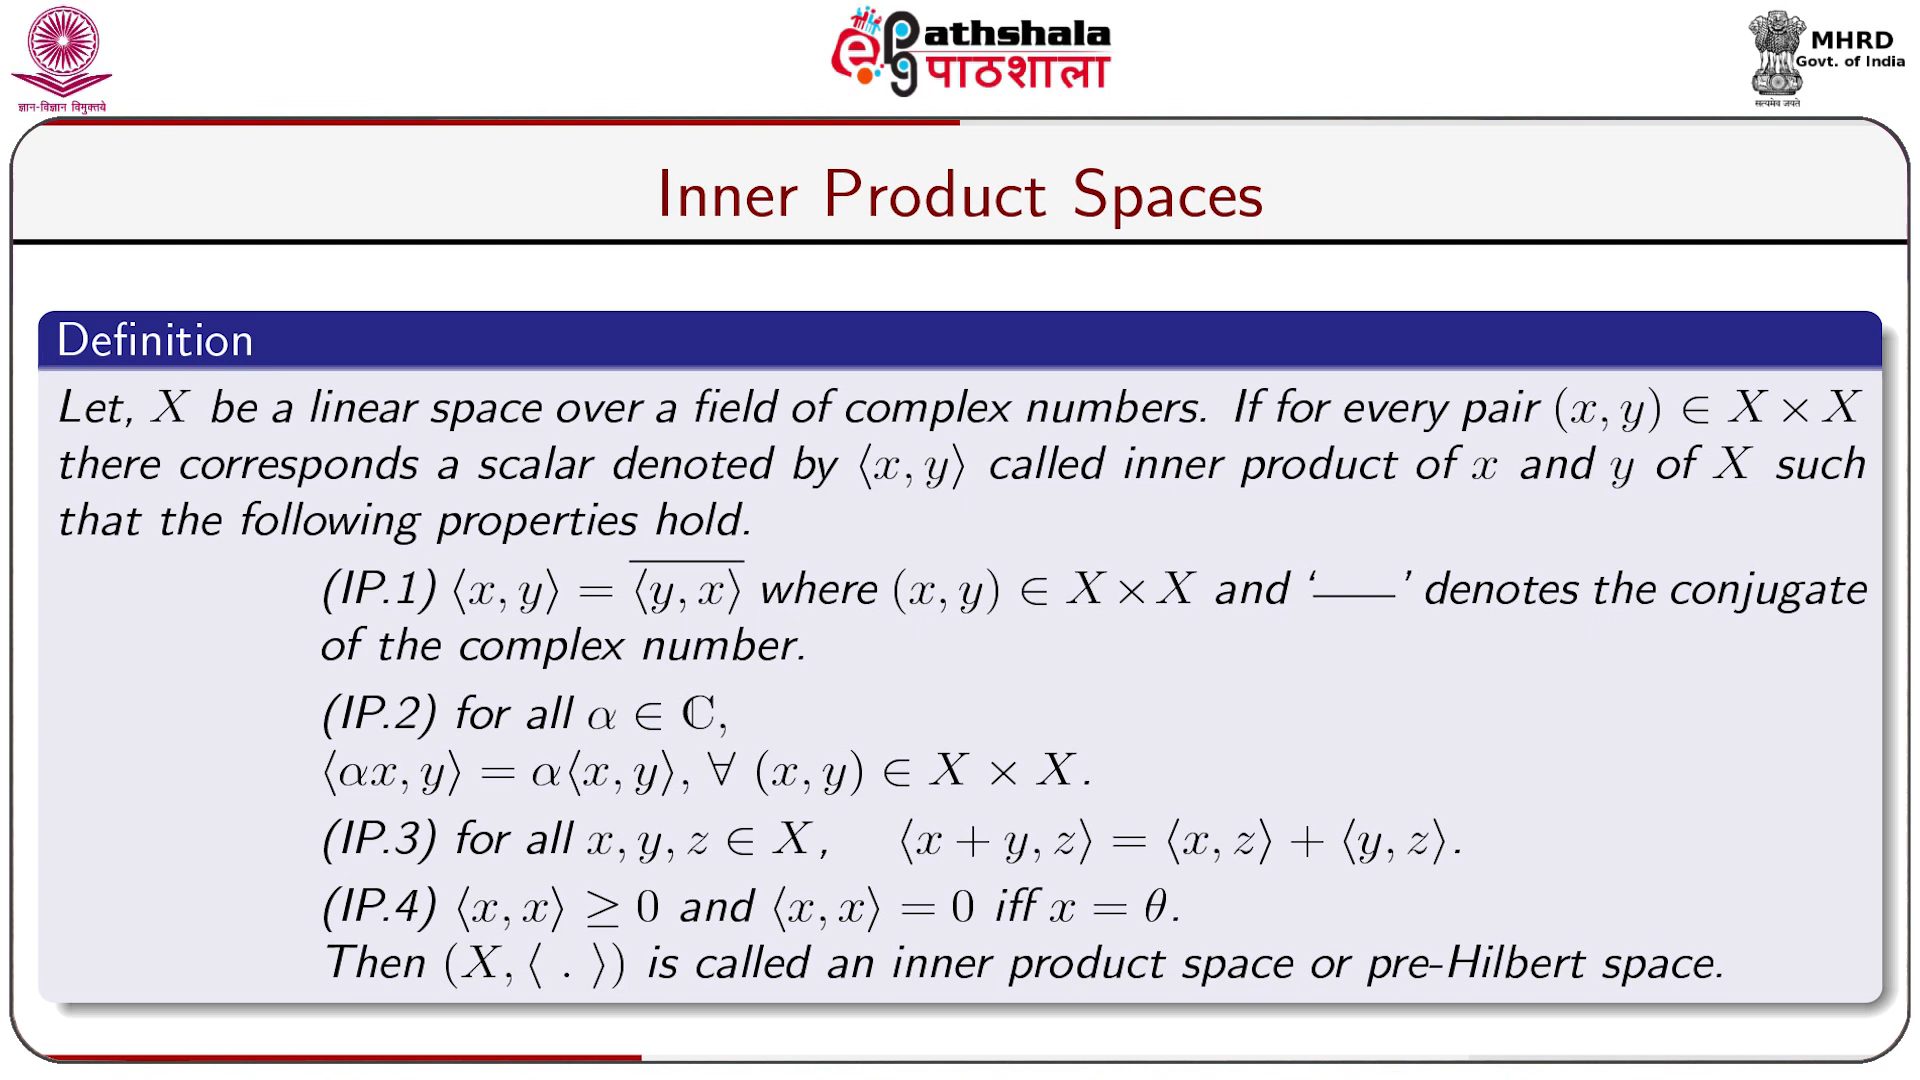 ज्ञान-विज्ञान विमुक्तये
ePathshala
पाठशाला
MHRD
Govt. of India
सत्यमेव जयते
Inner Product Spaces
Definition
Let, X be a linear space over a field of complex numbers. If for every pair (x, y) ∈ X × X
there corresponds a scalar denoted by ⟨x, y⟩ called inner product of x and y of X such
that the following properties hold.
(IP.1) ⟨x, y⟩ = \overline{⟨y, x⟩} where (x, y) ∈ X × X and ‘——’ denotes the conjugate
of the complex number.
(IP.2) for all α ∈ ℂ,
⟨αx, y⟩ = α⟨x, y⟩, ∀ (x, y) ∈ X × X.
(IP.3) for all x, y, z ∈ X, ⟨x + y, z⟩ = ⟨x, z⟩ + ⟨y, z⟩.
(IP.4) ⟨x, x⟩ ≥ 0 and ⟨x, x⟩ = 0 iff x = θ.
Then (X, ⟨ . ⟩) is called an inner product space or pre-Hilbert space.